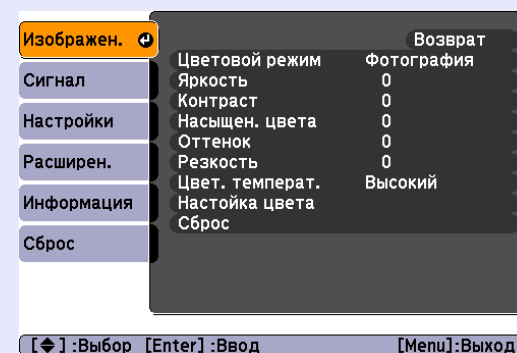 Изображен.
Сигнал
Настройки
Расширен.
Информация
Сброс
Возврат
Цветовой режим Фотография
Яркость 0
Контраст 0
Насыщен. цвета 0
Оттенок 0
Резкость 0
Цвет. температ. Высокий
Настойка цвета
Сброс
[◆] :Выбор [Enter] :Ввод [Menu]:Выход